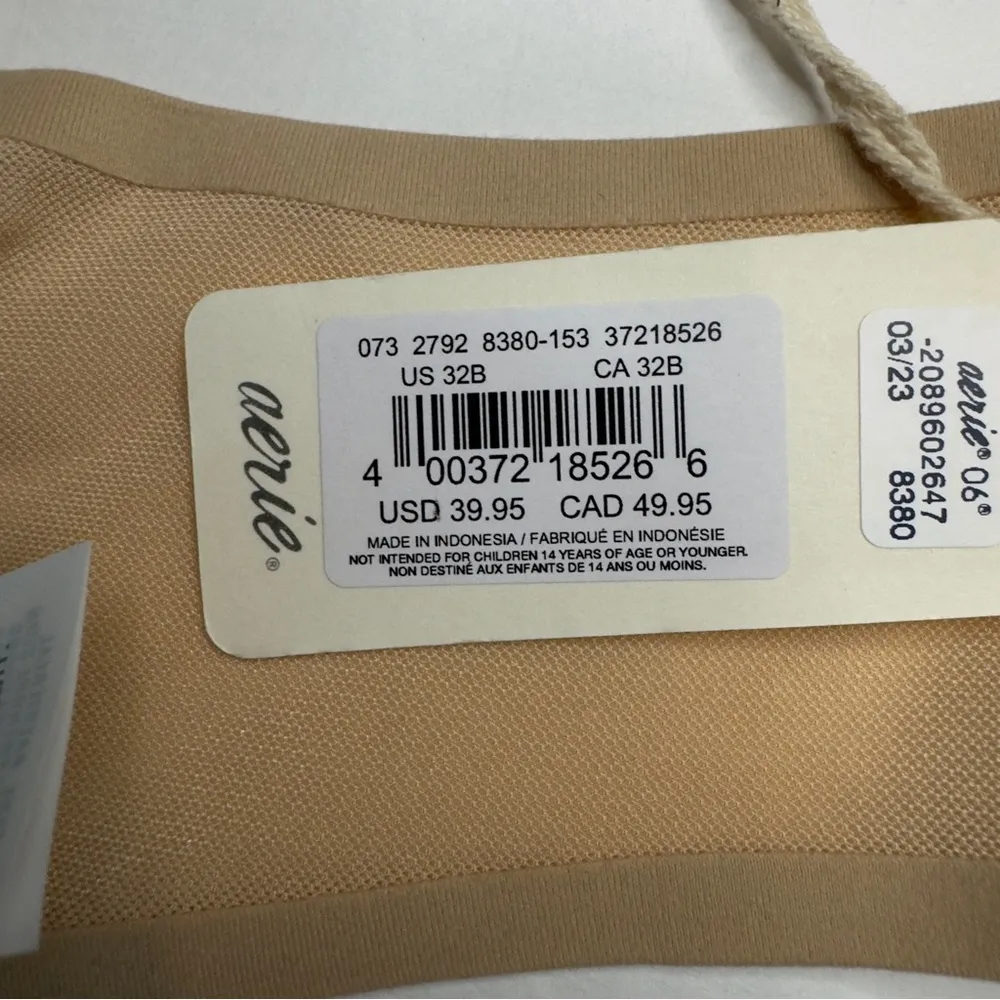 aerie®
073 2792 8380-153 37218526
US 32B CA 32B
4 00372 18526 6
USD 39.95 CAD 49.95
MADE IN INDONESIA / FABRIQUÉ EN INDONÉSIE
NOT INTENDED FOR CHILDREN 14 YEARS OF AGE OR YOUNGER.
NON DESTINÉ AUX ENFANTS DE 14 ANS OU MOINS.
aerie® 06®
-2089602647
03/23 8380